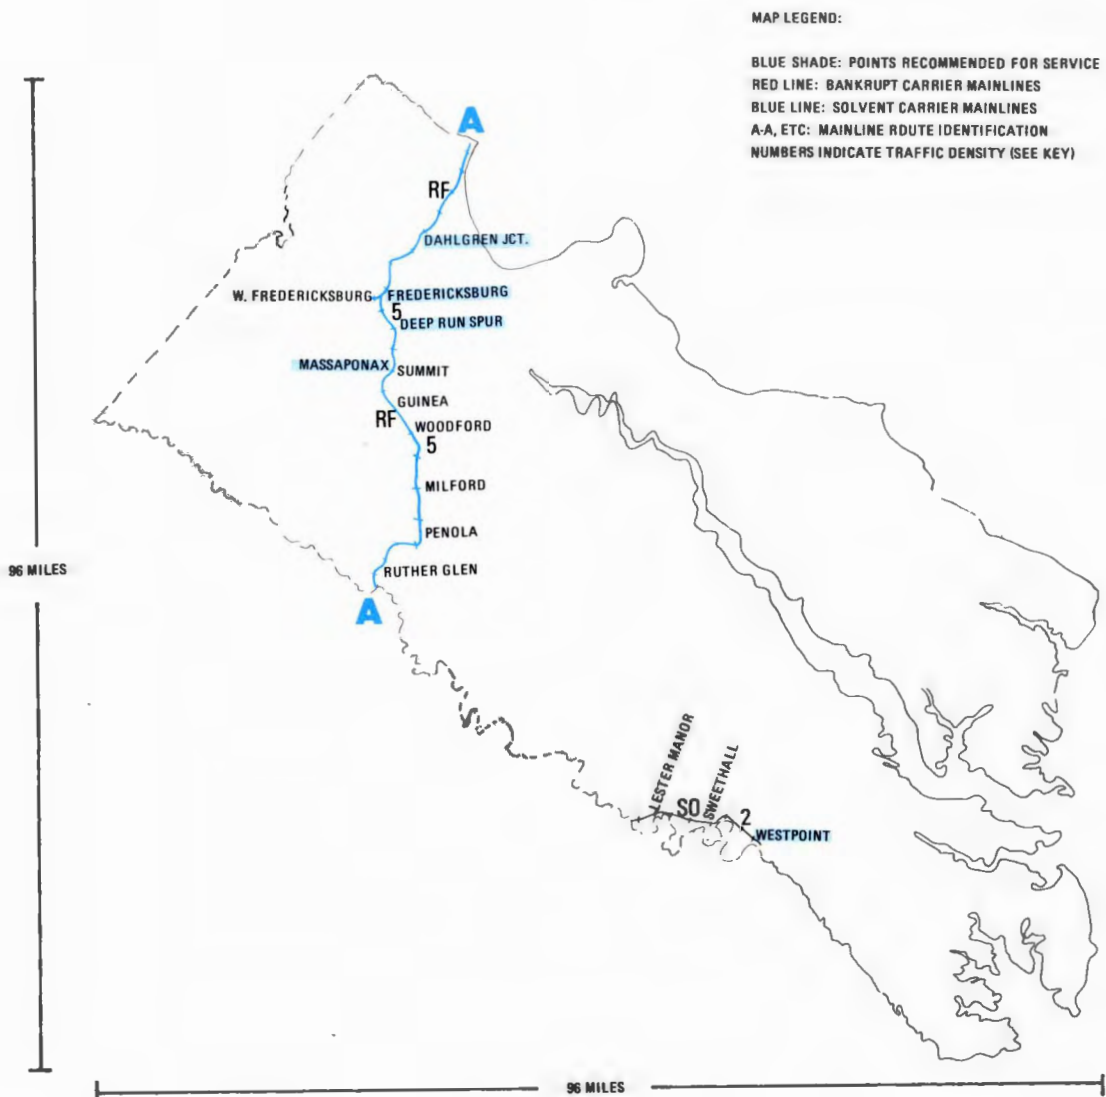 MAP LEGEND:
BLUE SHADE: POINTS RECOMMENDED FOR SERVICE
RED LINE: BANKRUPT CARRIER MAINLINES
BLUE LINE: SOLVENT CARRIER MAINLINES
A-A, ETC: MAINLINE ROUTE IDENTIFICATION
NUMBERS INDICATE TRAFFIC DENSITY (SEE KEY)
A
RF
DAHLGREN JCT.
W. FREDERICKSBURG
FREDERICKSBURG
5
DEEP RUN SPUR
MASSAPONAX
SUMMIT
GUINEA
RF
WOODFORD
5
MILFORD
PENOLA
96 MILES
RUTHER GLEN
A
LESTER MANOR
SO
SWEETHALL
2
WESTPOINT
96 MILES